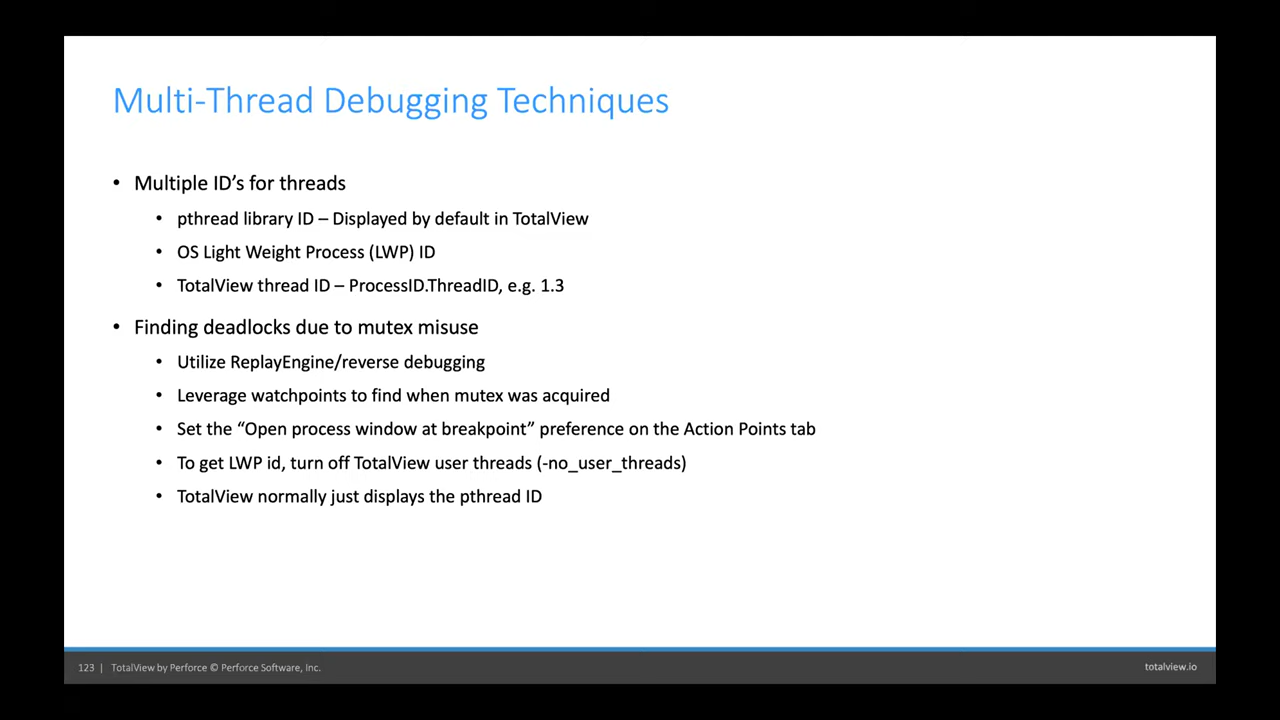 Multi-Thread Debugging Techniques
• Multiple ID’s for threads
• pthread library ID – Displayed by default in TotalView
• OS Light Weight Process (LWP) ID
• TotalView thread ID – ProcessID.ThreadID, e.g. 1.3
• Finding deadlocks due to mutex misuse
• Utilize ReplayEngine/reverse debugging
• Leverage watchpoints to find when mutex was acquired
• Set the “Open process window at breakpoint” preference on the Action Points tab
• To get LWP id, turn off TotalView user threads (-no_user_threads)
• TotalView normally just displays the pthread ID
123 | TotalView by Perforce © Perforce Software, Inc.
totalview.io